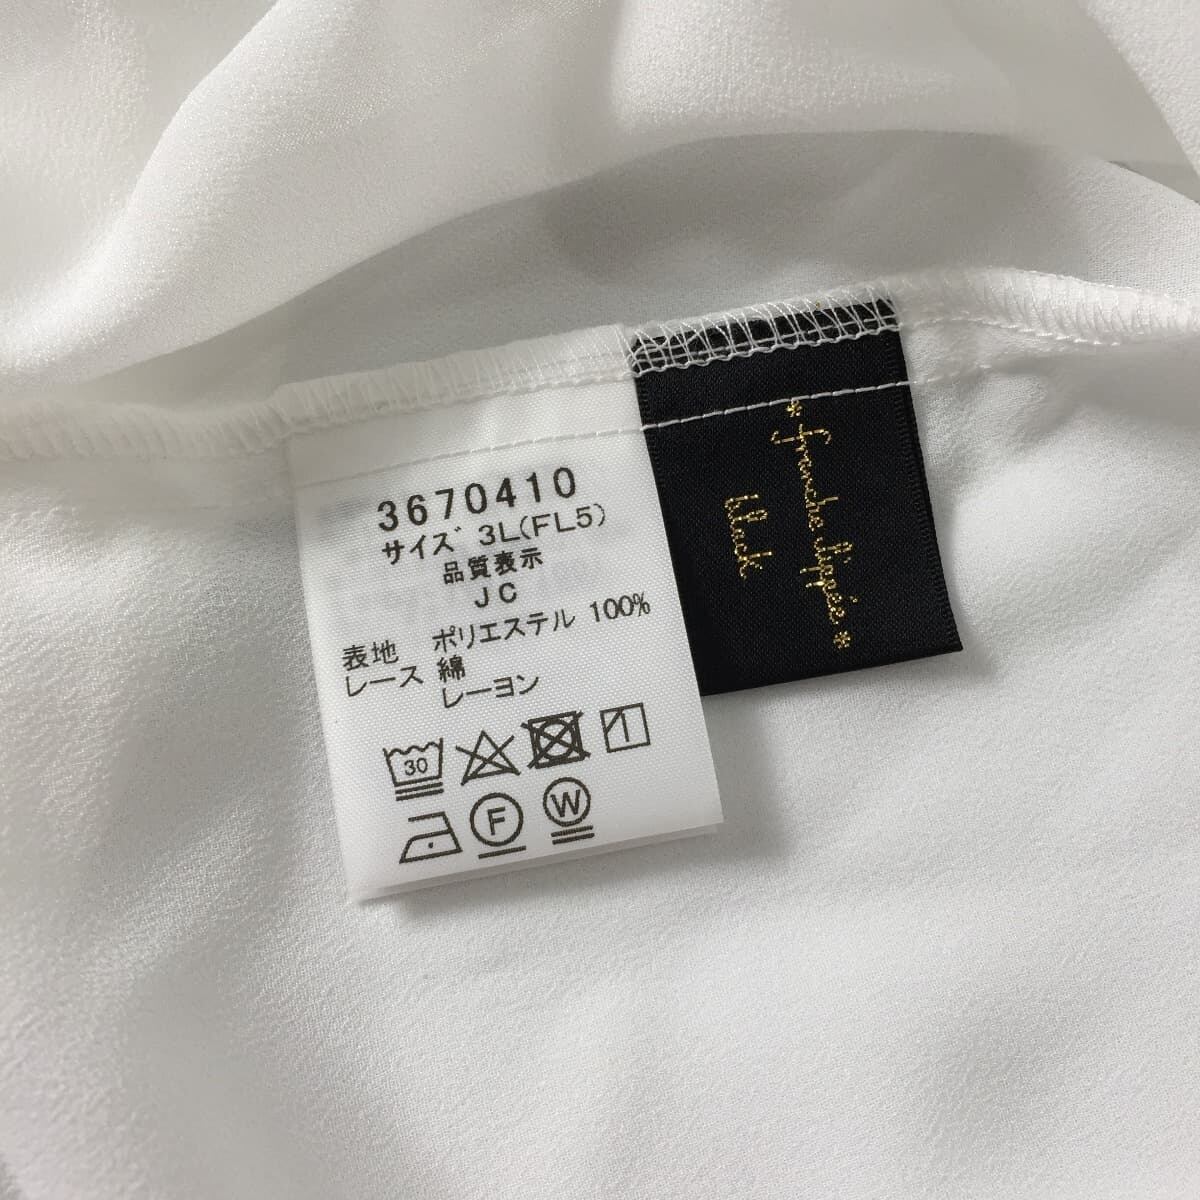 3670410
サイズ 3L(FL5)
品質表示
JC
表地 ポリエステル 100%
レース 綿
レーヨン
30
F
W
*franche lippée*
black